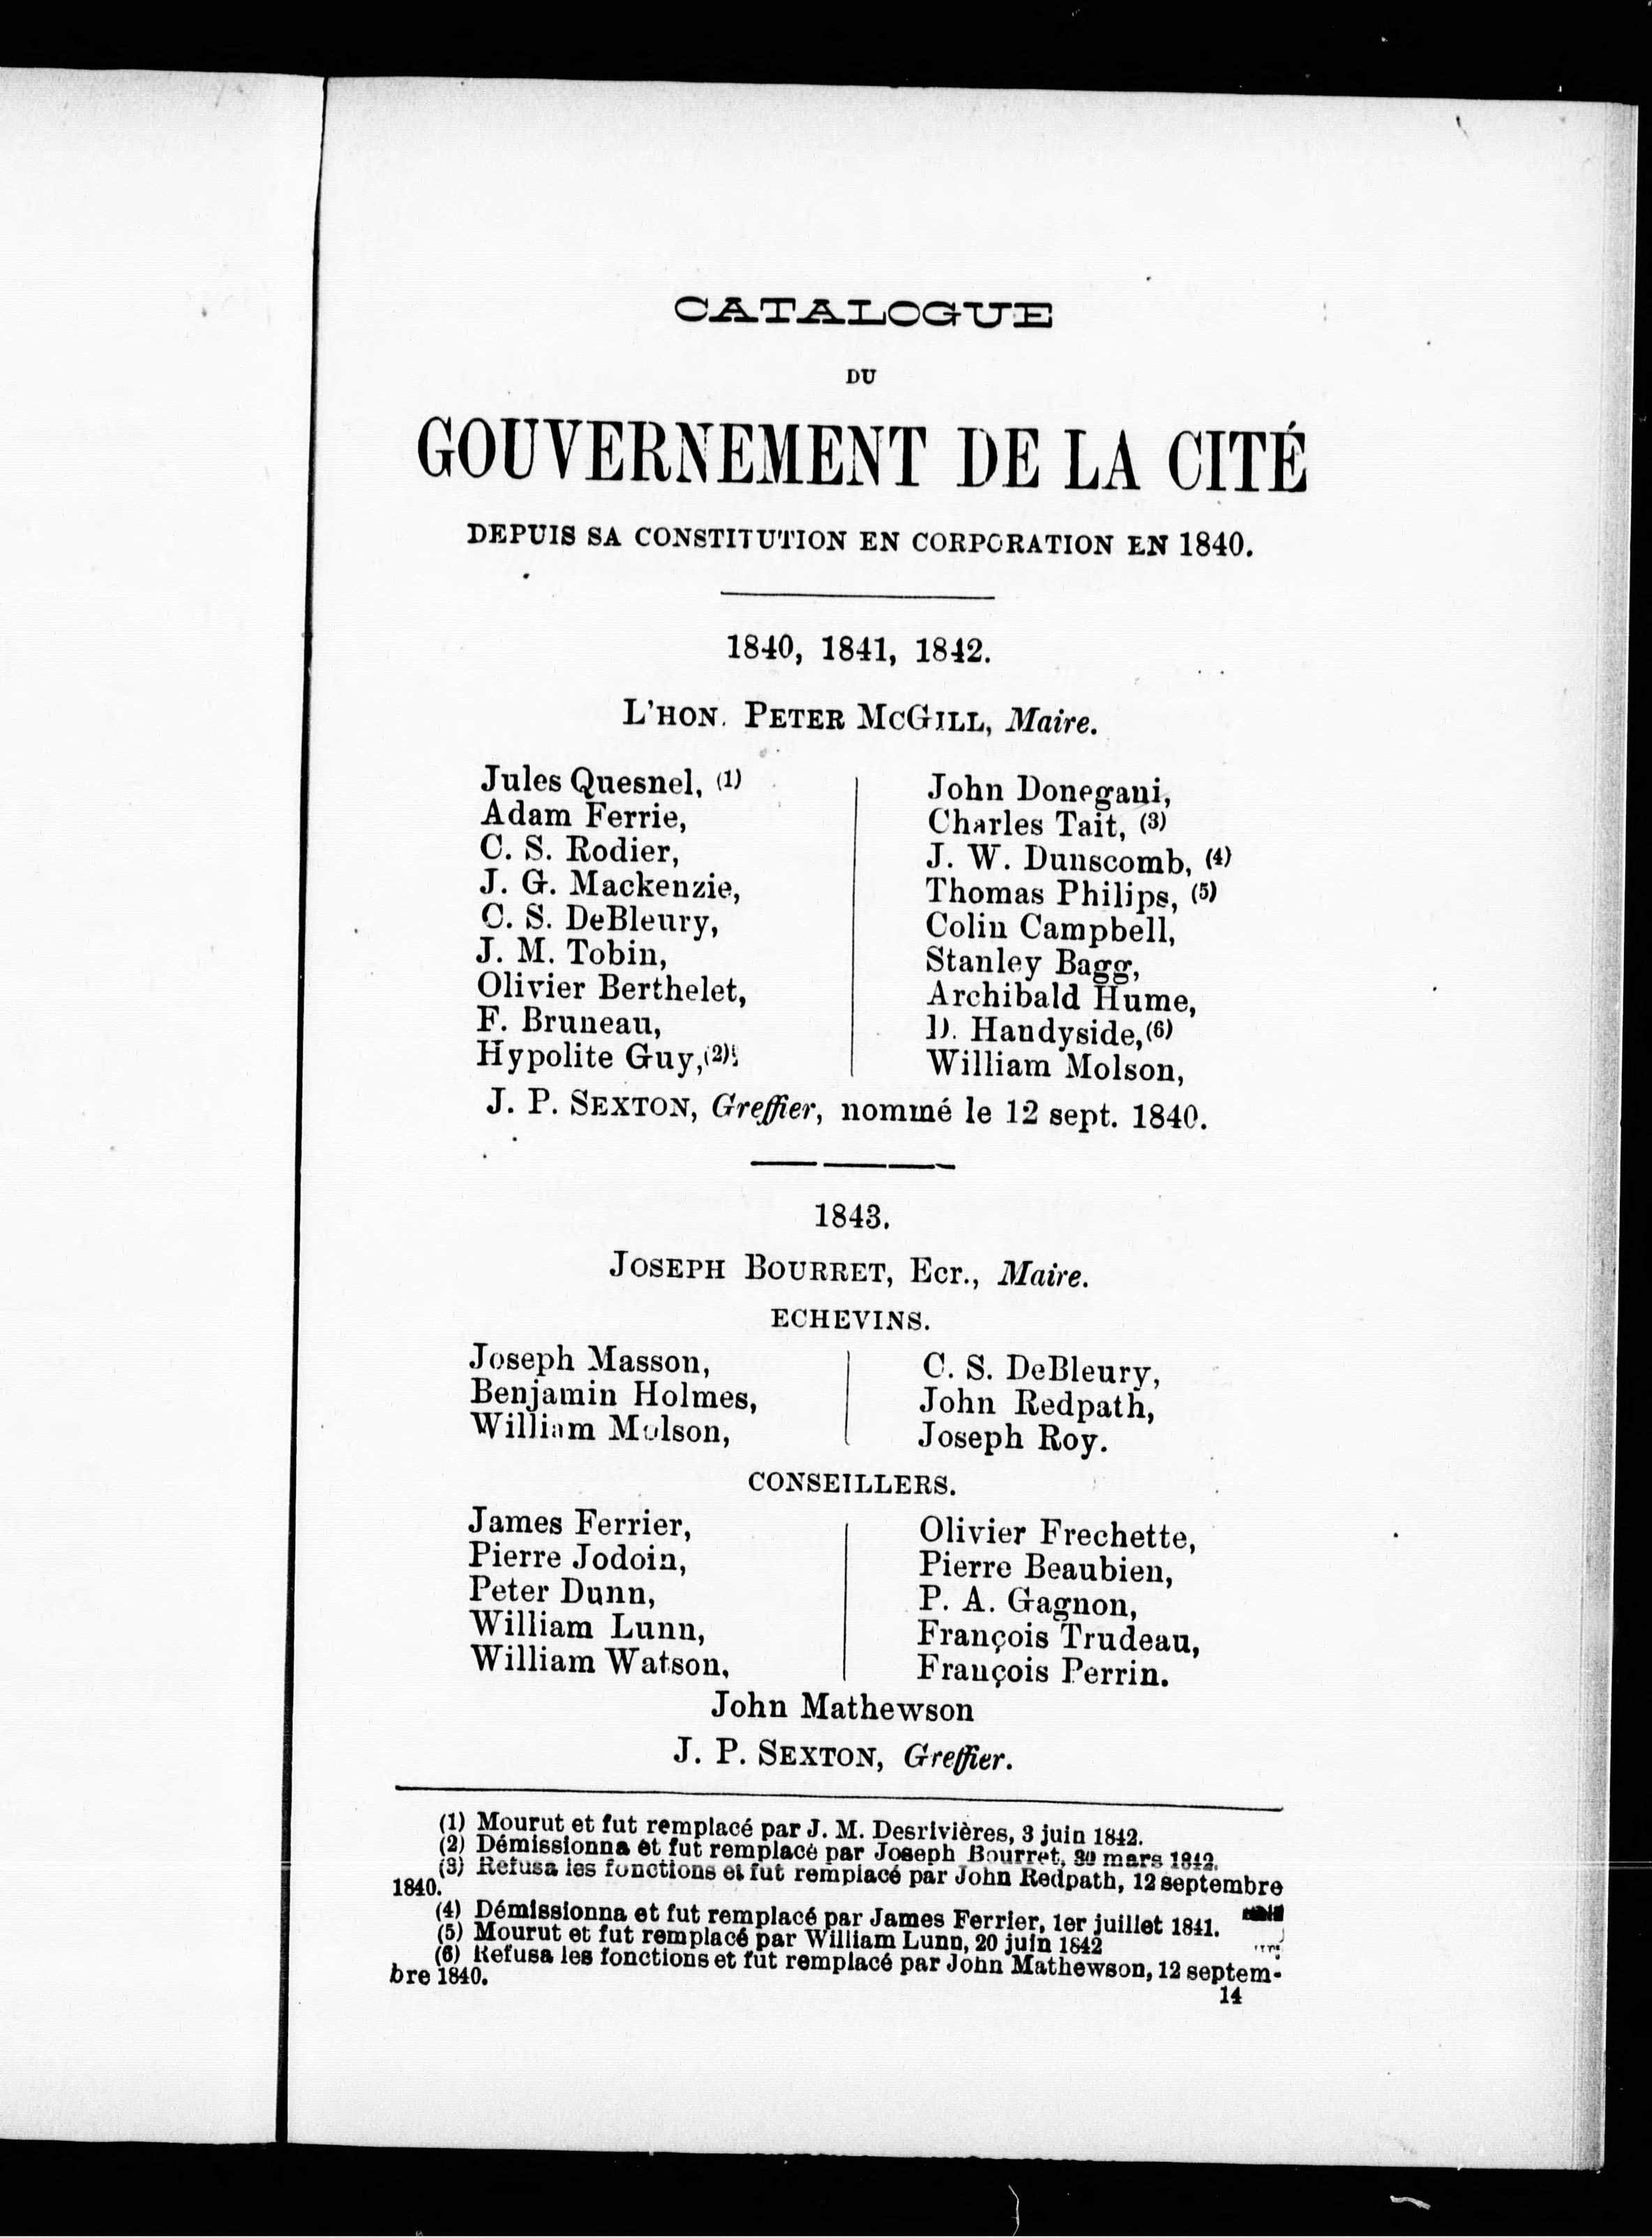 CATALOGUE
DU
GOUVERNEMENT DE LA CITÉ
DEPUIS SA CONSTITUTION EN CORPORATION EN 1840.
1840, 1841, 1842.
L'HON. PETER MCGILL, Maire.
Jules Quesnel, (1)
Adam Ferrie,
C. S. Rodier,
J. G. Mackenzie,
C. S. DeBleury,
J. M. Tobin,
Olivier Berthelet,
F. Bruneau,
Hypolite Guy, (2)
John Donegani,
Charles Tait, (3)
J. W. Dunscomb, (4)
Thomas Philips, (5)
Colin Campbell,
Stanley Bagg,
Archibald Hume,
D. Handyside, (6)
William Molson,
J. P. SEXTON, Greffier, nommé le 12 sept. 1840.
1843.
JOSEPH BOURRET, Ecr., Maire.
ECHEVINS.
Joseph Masson,
Benjamin Holmes,
William Molson,
C. S. DeBleury,
John Redpath,
Joseph Roy.
CONSEILLERS.
James Ferrier,
Pierre Jodoin,
Peter Dunn,
William Lunn,
William Watson,
Olivier Frechette,
Pierre Beaubien,
P. A. Gagnon,
François Trudeau,
François Perrin.
John Mathewson
J. P. SEXTON, Greffier.
(1) Mourut et fut remplacé par J. M. Desrivières, 3 juin 1842.
(2) Démissionna et fut remplacé par Joseph Bourret, 30 mars 1842.
(3) Refusa les fonctions et fut remplacé par John Redpath, 12 septembre
1840.
(4) Démissionna et fut remplacé par James Ferrier, 1er juillet 1841.
(5) Mourut et fut remplacé par William Lunn, 20 juin 1842
(6) Refusa les fonctions et fut remplacé par John Mathewson, 12 septem-
bre 1840.
14